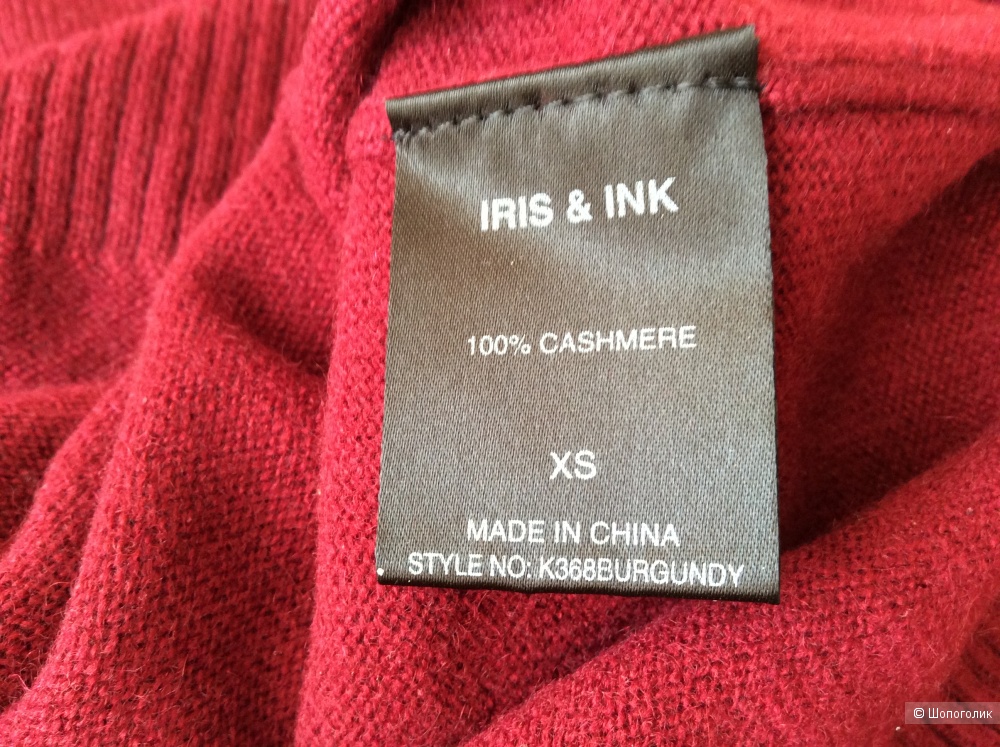 IRIS & INK
100% CASHMERE
XS
MADE IN CHINA
STYLE NO: K368BURGUNDY
© Шопоголик